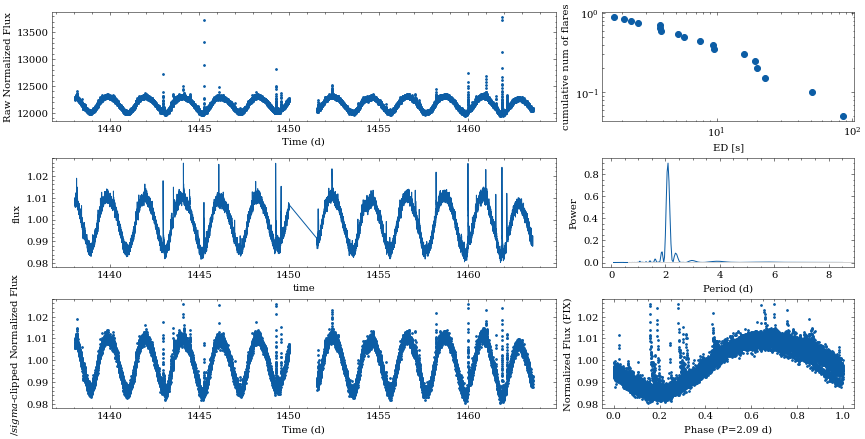 Raw Normalized Flux
13500
13000
12500
12000
1440 1445 1450 1455 1460
Time (d)
cumulative num of flares
10⁰
10⁻¹
10¹ 10²
ED [s]
flux
1.02
1.01
1.00
0.99
0.98
1440 1445 1450 1455 1460
time
Power
0.8
0.6
0.4
0.2
0.0
0 2 4 6 8
Period (d)
/sigma-clipped Normalized Flux
1.02
1.01
1.00
0.99
0.98
1440 1445 1450 1455 1460
Time (d)
Normalized Flux (FIX)
1.02
1.01
1.00
0.99
0.98
0.0 0.2 0.4 0.6 0.8 1.0
Phase (P=2.09 d)